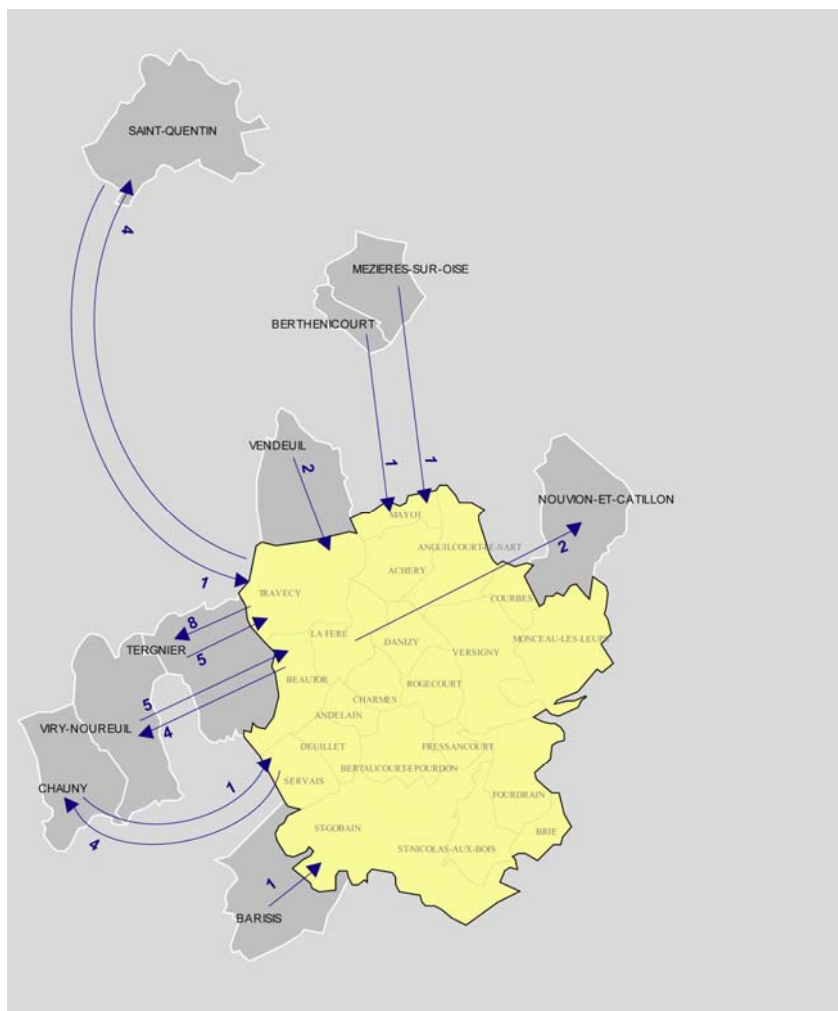 SAINT-QUENTIN
4
MEZIERES-SUR-OISE
BERTHENICOURT
VENDEUIL
2
1
1
NOUVION-ET-CATILLON
MAYOT
ANGUILCOURT-LE-SART
2
ACHERY
1
TRAVECY
COURBES
8
LA FERE
DANIZY
MONCEAU-LES-LEUPS
TERGNIER
5
VERSIGNY
BEAUTOR
ROGECOURT
5
CHARMES
ANDELAIN
VIRY-NOUREUIL
4
DEUILLET
FRESSANCOURT
BERTAUCOURT-EPOURDON
SERVAIS
CHAUNY
1
FOURDRAIN
ST-GOBAIN
BRIE
4
ST-NICOLAS-AUX-BOIS
1
BARISIS